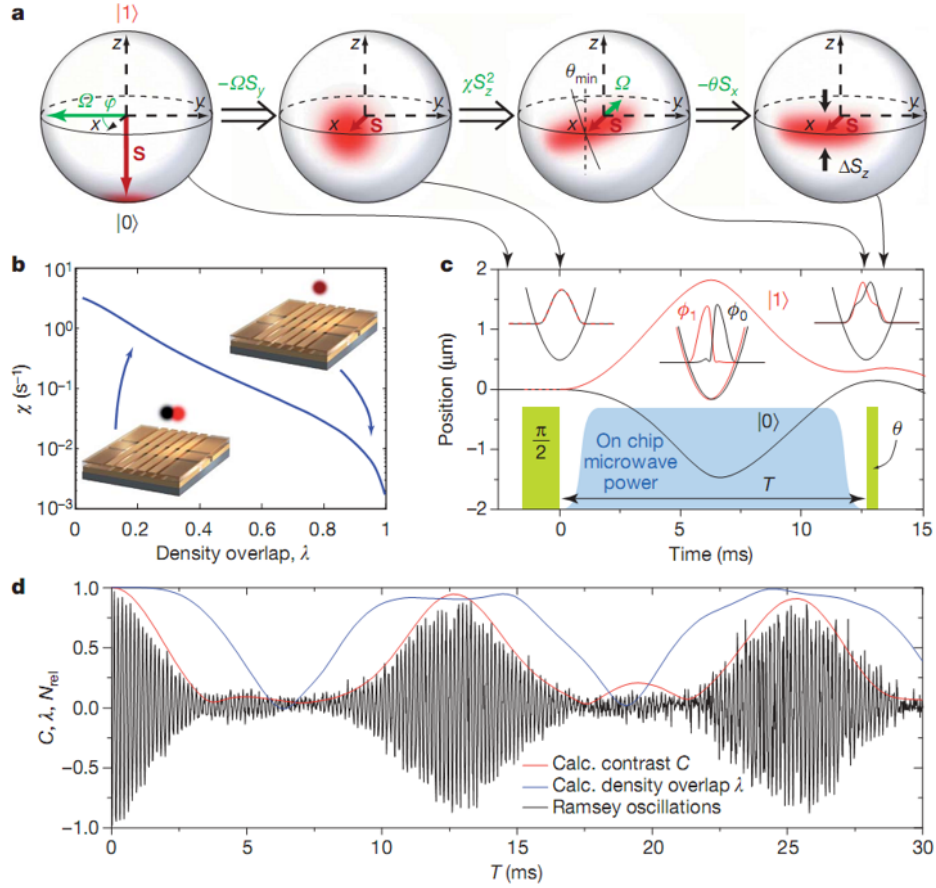 a
|1⟩
z
y
x
Ω
φ
S
|0⟩
−ΩS_y
z
y
x
S
χS_z^2
z
y
x
S
θ_min
Ω
−θS_x
z
y
x
S
ΔS_z
b
10^1
10^0
10^−1
10^−2
10^−3
χ (s^−1)
0 0.2 0.4 0.6 0.8 1
Density overlap, λ
c
2
1
0
−1
−2
Position (μm)
|1⟩
ϕ_1 ϕ_0
|0⟩
π/2
On chip
microwave
power
T
θ
0 5 10 15
Time (ms)
d
1.0
0.5
0.0
−0.5
−1.0
C, λ, N_rel
Calc. contrast C
Calc. density overlap λ
Ramsey oscillations
0 5 10 15 20 25 30
T (ms)